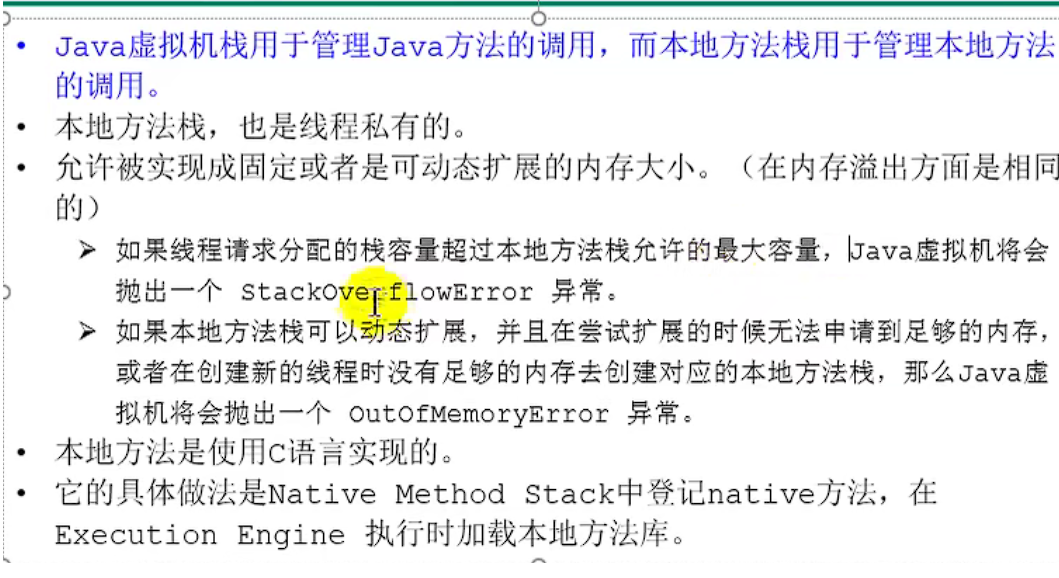 • Java虚拟机栈用于管理Java方法的调用，而本地方法栈用于管理本地方法
的调用。
• 本地方法栈，也是线程私有的。
• 允许被实现成固定或者是可动态扩展的内存大小。（在内存溢出方面是相同
的）
➢ 如果线程请求分配的栈容量超过本地方法栈允许的最大容量，Java虚拟机将会
抛出一个 StackOverflowError 异常。
➢ 如果本地方法栈可以动态扩展，并且在尝试扩展的时候无法申请到足够的内存，
或者在创建新的线程时没有足够的内存去创建对应的本地方法栈，那么Java虚
拟机将会抛出一个 OutOfMemoryError 异常。
• 本地方法是使用C语言实现的。
• 它的具体做法是Native Method Stack中登记native方法，在
Execution Engine 执行时加载本地方法库。